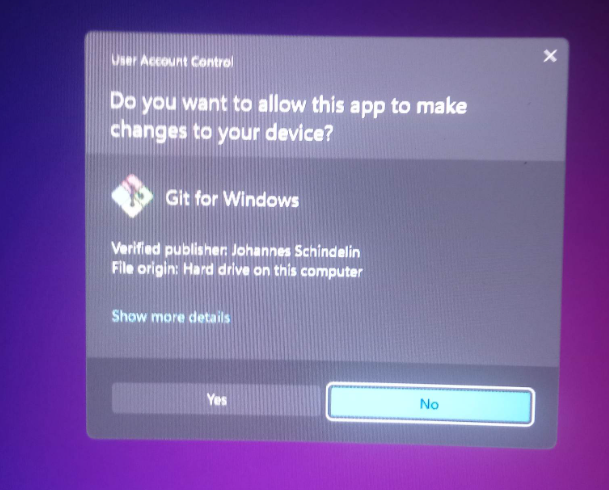 User Account Control
Do you want to allow this app to make
changes to your device?
Git for Windows
Verified publisher: Johannes Schindelin
File origin: Hard drive on this computer
Show more details
Yes
No